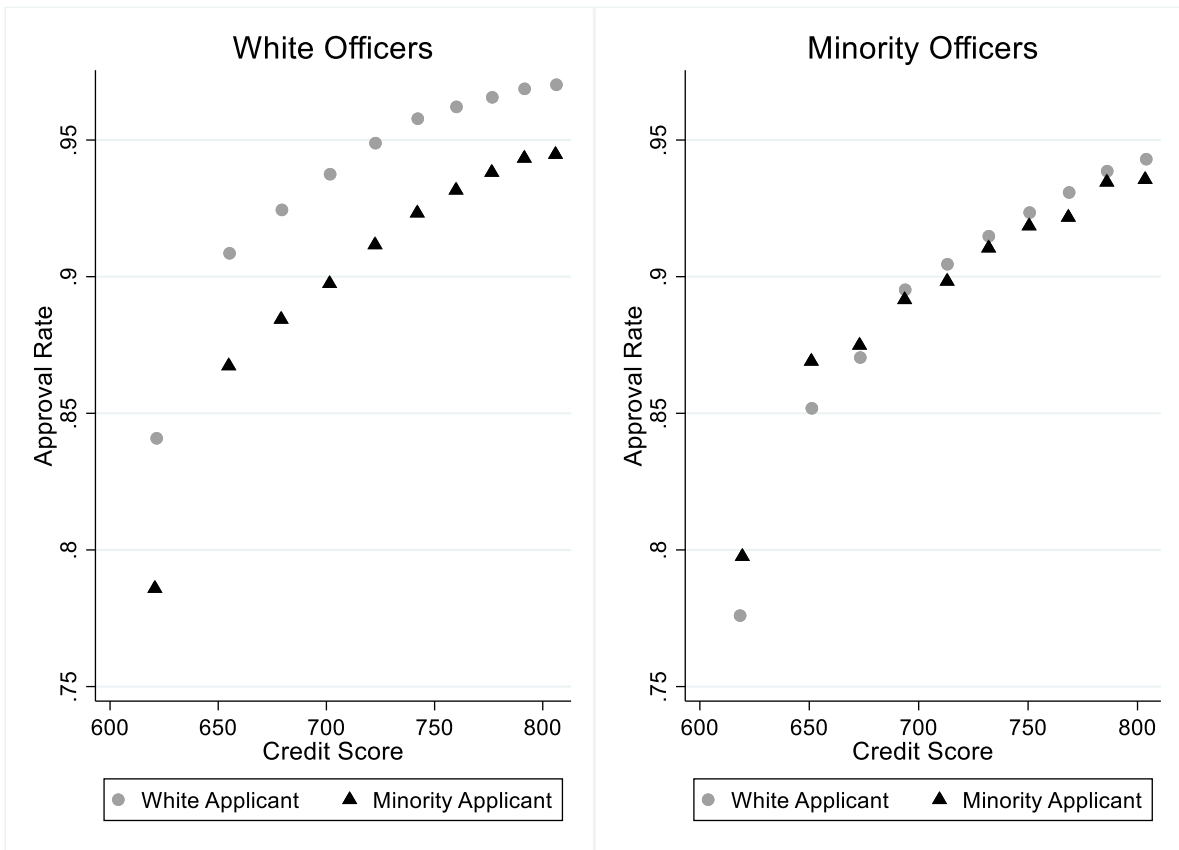 White Officers
Approval Rate
.95
.9
.85
.8
.75
600 650 700 750 800
Credit Score
White Applicant Minority Applicant
Minority Officers
Approval Rate
.95
.9
.85
.8
.75
600 650 700 750 800
Credit Score
White Applicant Minority Applicant